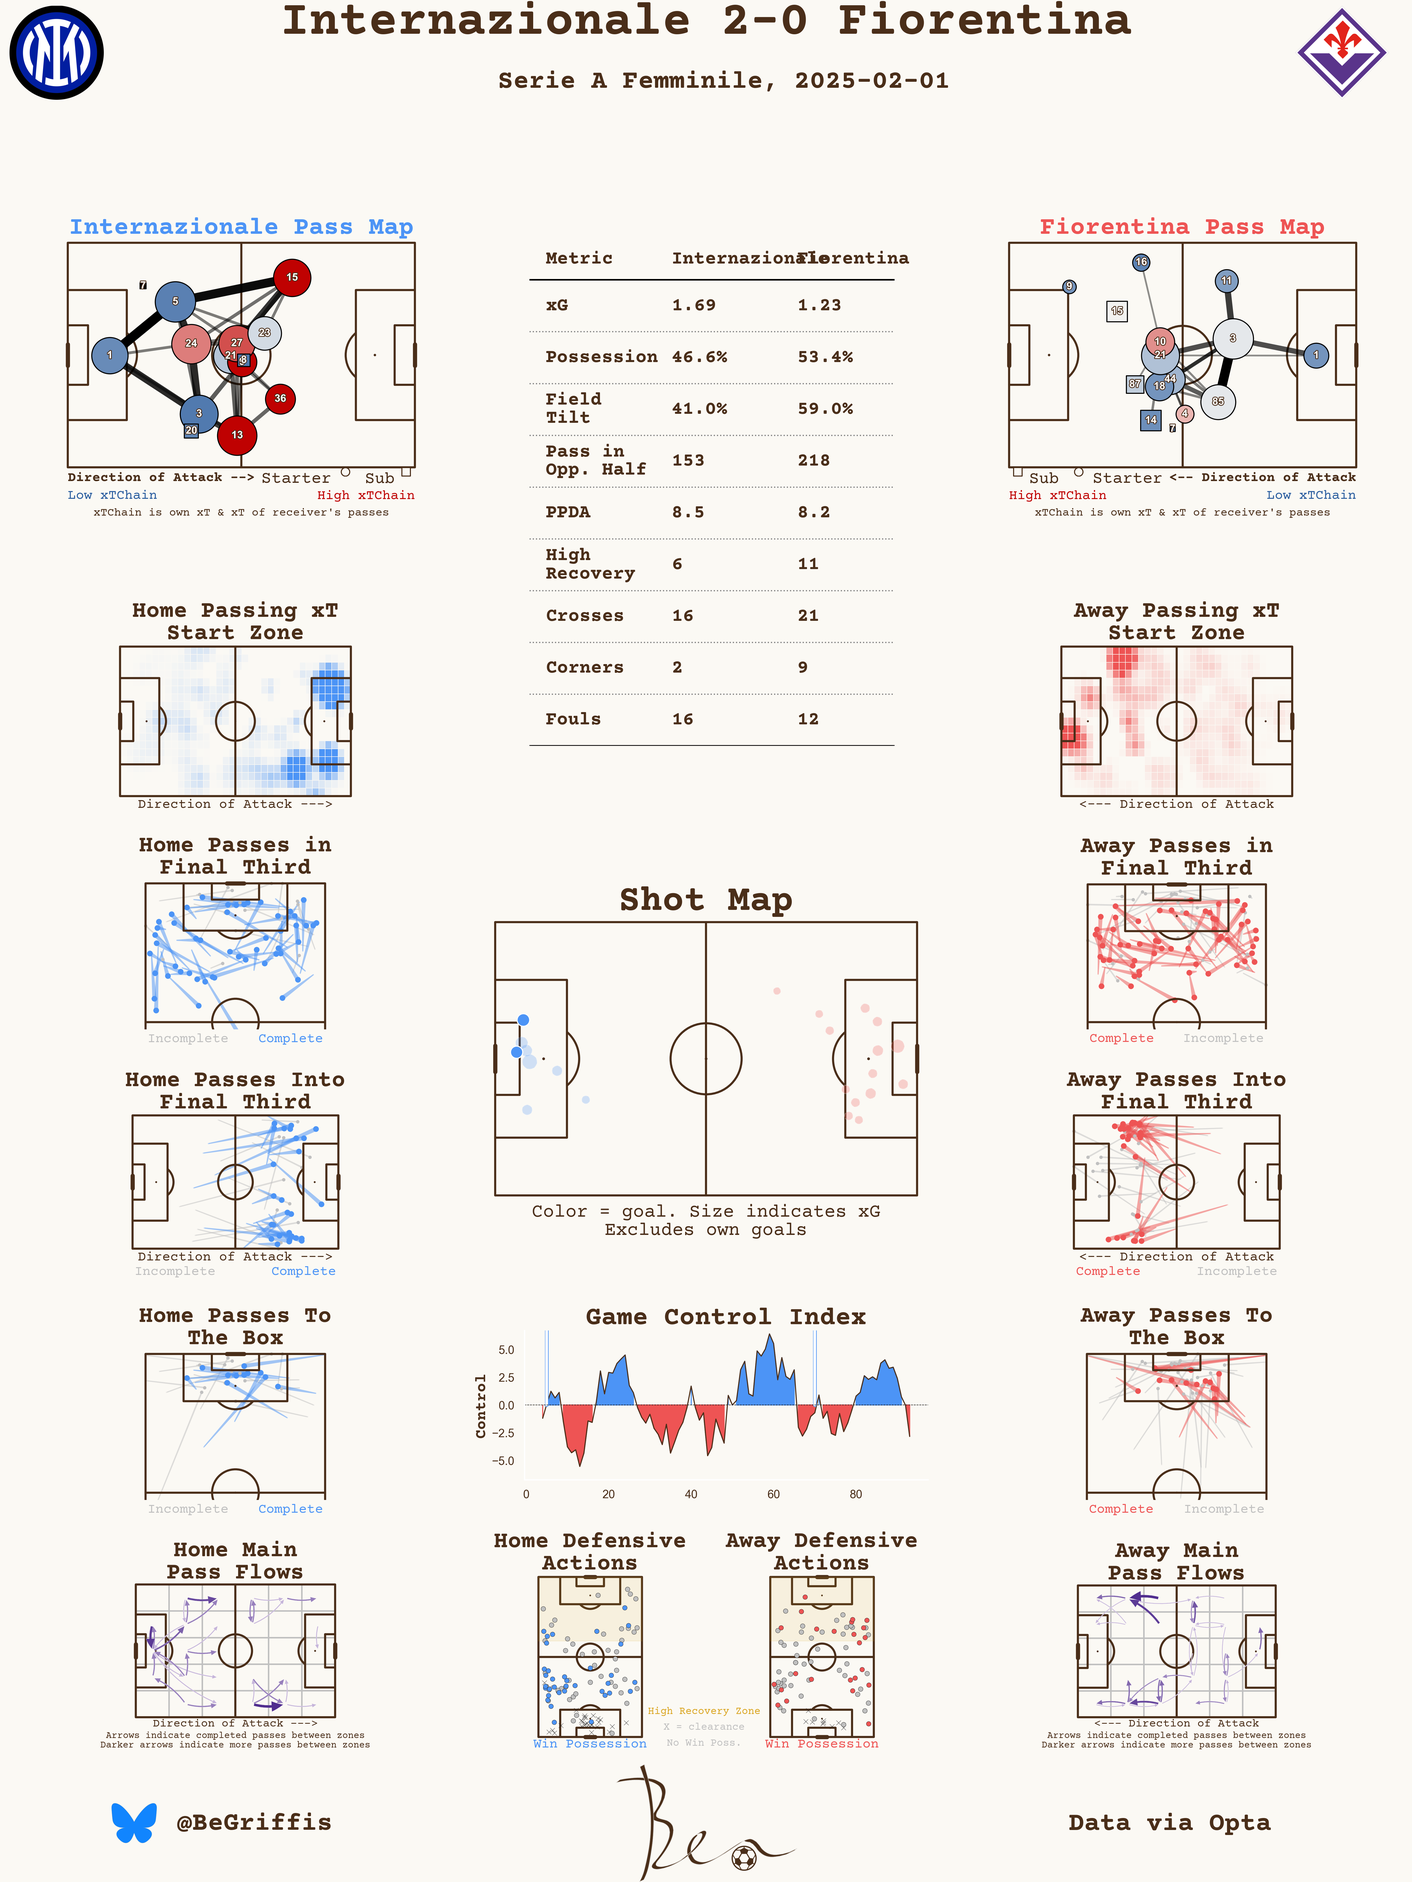 Internazionale 2-0 Fiorentina
Serie A Femminile, 2025-02-01
Internazionale Pass Map
7
5
15
24
27
23
1
21
8
36
3
20
13
Direction of Attack --> Starter Sub
Low xTChain High xTChain
xTChain is own xT & xT of receiver's passes
Metric Internazionale Fiorentina
xG 1.69 1.23
Possession 46.6% 53.4%
Field
Tilt 41.0% 59.0%
Pass in
Opp. Half 153 218
PPDA 8.5 8.2
High
Recovery 6 11
Crosses 16 21
Corners 2 9
Fouls 16 12
Fiorentina Pass Map
16
9
11
15
10
3
21
1
44
87
18
85
14
4
7
Sub Starter <-- Direction of Attack
High xTChain Low xTChain
xTChain is own xT & xT of receiver's passes
Home Passing xT
Start Zone
Direction of Attack --->
Away Passing xT
Start Zone
<--- Direction of Attack
Home Passes in
Final Third
Incomplete Complete
Away Passes in
Final Third
Complete Incomplete
Shot Map
Color = goal. Size indicates xG
Excludes own goals
Home Passes Into
Final Third
Direction of Attack --->
Incomplete Complete
Away Passes Into
Final Third
<--- Direction of Attack
Complete Incomplete
Home Passes To
The Box
Incomplete Complete
Game Control Index
Control
5.0
2.5
0.0
−2.5
−5.0
0 20 40 60 80
Away Passes To
The Box
Complete Incomplete
Home Main
Pass Flows
Direction of Attack --->
Arrows indicate completed passes between zones
Darker arrows indicate more passes between zones
Home Defensive
Actions
Win Possession
Away Defensive
Actions
Win Possession
High Recovery Zone
X = clearance
No Win Poss.
Away Main
Pass Flows
<--- Direction of Attack
Arrows indicate completed passes between zones
Darker arrows indicate more passes between zones
@BeGriffis
Ben
Data via Opta